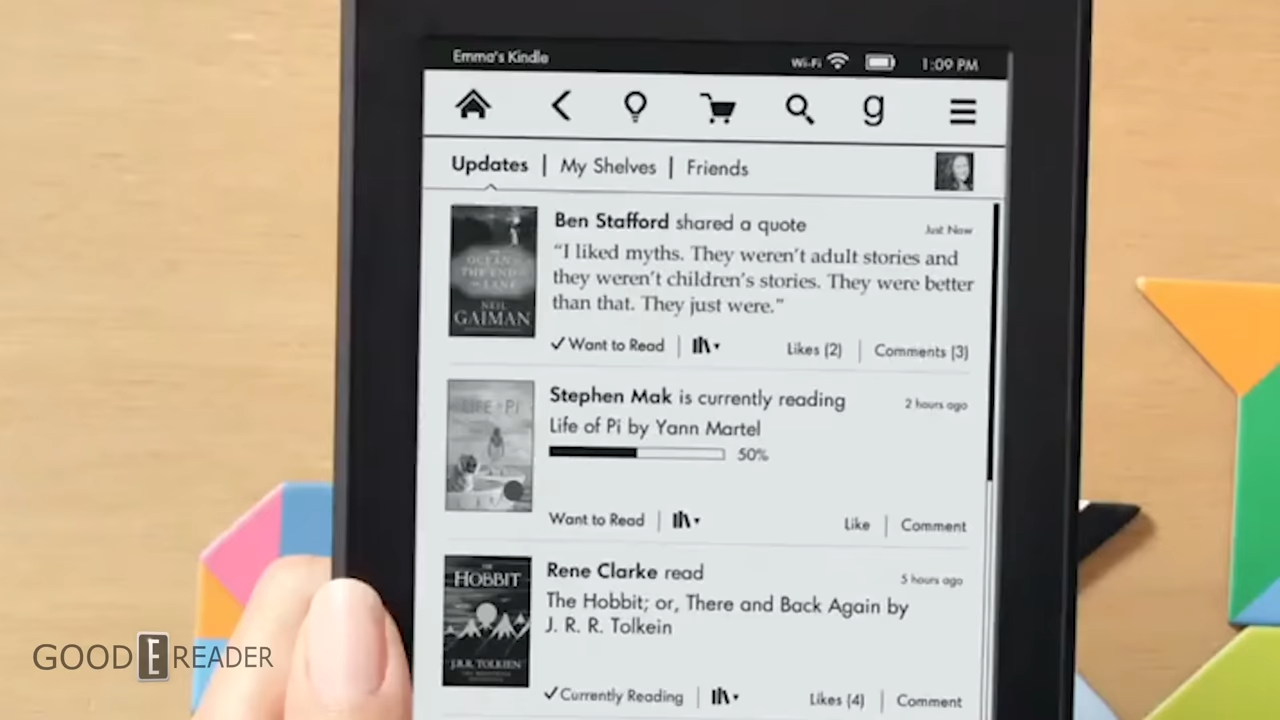 Emma's Kindle Wi-Fi 1:09 PM
g
Updates | My Shelves | Friends
Ben Stafford shared a quote Just Now
“I liked myths. They weren’t adult stories and
they weren’t children’s stories. They were better
than that. They just were.”
✓Want to Read | Likes (2) | Comments (3)
OCEAN
THE END
LANE
NEIL
GAIMAN
Stephen Mak is currently reading 2 hours ago
Life of Pi by Yann Martel
50%
Want to Read | Like | Comment
LIFE OF PI
Rene Clarke read 5 hours ago
The Hobbit; or, There and Back Again by
J. R. R. Tolkein
✓Currently Reading | Likes (4) | Comment
THE
HOBBIT
J.R.R. TOLKIEN
GOOD E READER